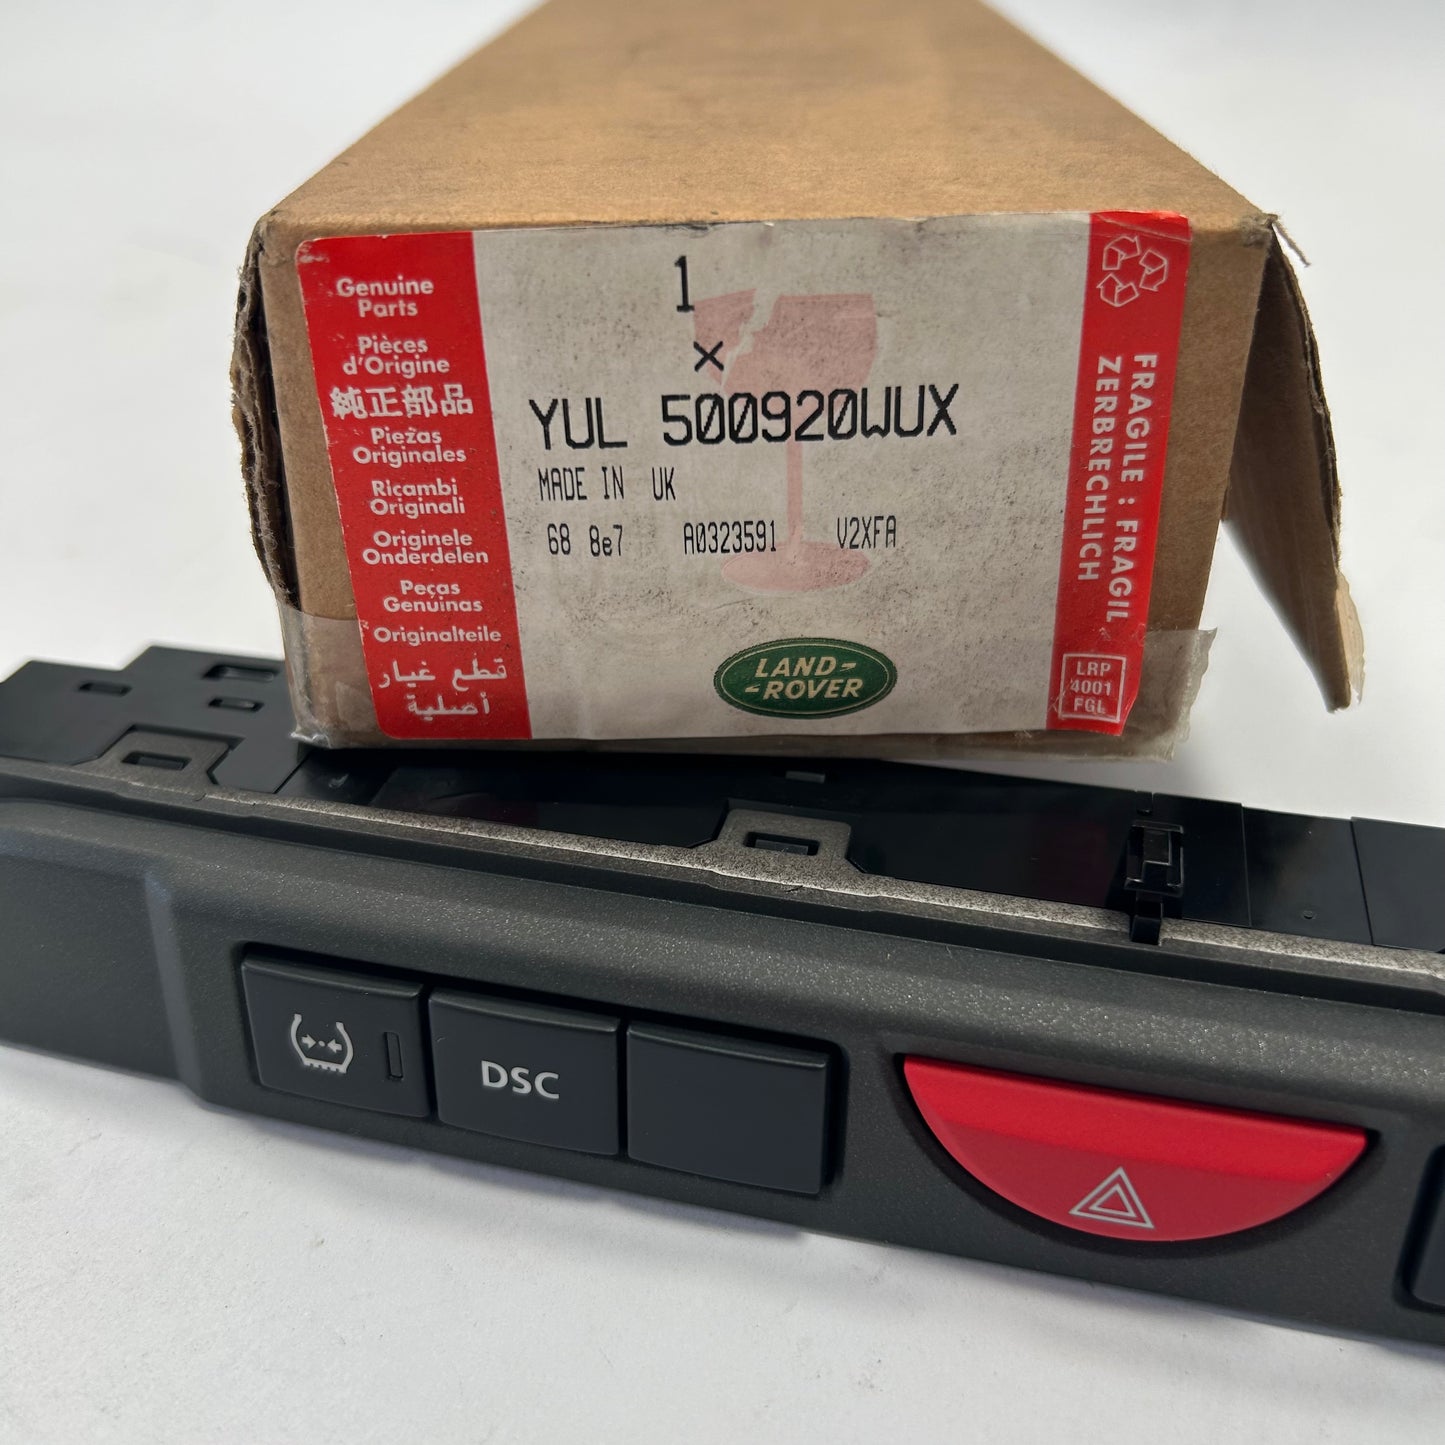 Genuine
Parts
Pièces
d'Origine
純正部品
Piezas
Originales
Ricambi
Originali
Originele
Onderdelen
Peças
Genuinas
Originalteile
قطع غيار
أصلية
1
×
YUL 500920WUX
MADE IN UK
68 8e7 A0323591 V2XFA
LAND-
-ROVER
FRAGILE : FRAGIL
ZERBRECHLICH
LRP
4001
FGL
DSC